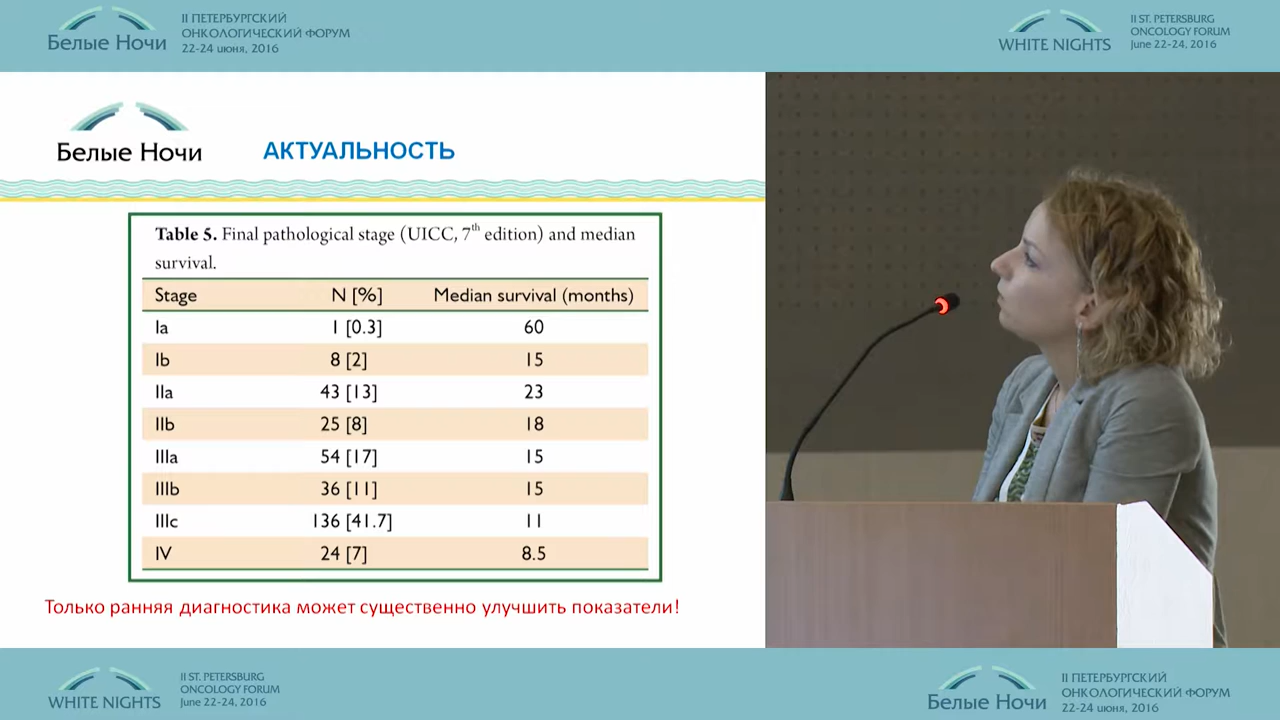 Белые Ночи
II ПЕТЕРБУРГСКИЙ
ОНКОЛОГИЧЕСКИЙ ФОРУМ
22-24 июня, 2016
WHITE NIGHTS
II ST. PETERSBURG
ONCOLOGY FORUM
June 22-24, 2016
Белые Ночи
АКТУАЛЬНОСТЬ
Table 5. Final pathological stage (UICC, 7th edition) and median
survival.
Stage N [%] Median survival (months)
Ia 1 [0.3] 60
Ib 8 [2] 15
IIa 43 [13] 23
IIb 25 [8] 18
IIIa 54 [17] 15
IIIb 36 [11] 15
IIIc 136 [41.7] 11
IV 24 [7] 8.5
Только ранняя диагностика может существенно улучшить показатели!
WHITE NIGHTS
II ST. PETERSBURG
ONCOLOGY FORUM
June 22-24, 2016
Белые Ночи
II ПЕТЕРБУРГСКИЙ
ОНКОЛОГИЧЕСКИЙ ФОРУМ
22-24 июня, 2016